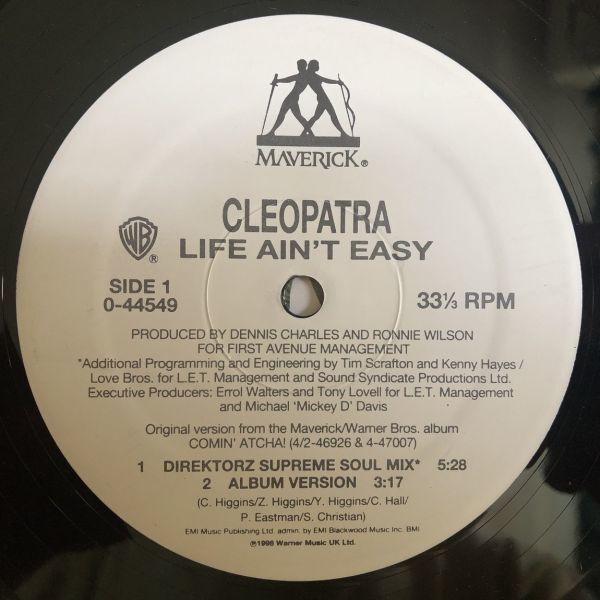 MAVERICK®
CLEOPATRA
LIFE AIN'T EASY
WB®
SIDE 1
0-44549
33⅓ RPM
PRODUCED BY DENNIS CHARLES AND RONNIE WILSON
FOR FIRST AVENUE MANAGEMENT
*Additional Programming and Engineering by Tim Scrafton and Kenny Hayes /
Love Bros. for L.E.T. Management and Sound Syndicate Productions Ltd.
Executive Producers: Errol Walters and Tony Lovell for L.E.T. Management
and Michael 'Mickey D' Davis
Original version from the Maverick/Warner Bros. album
COMIN' ATCHA! (4/2-46926 & 4-47007)
1 DIREKTORZ SUPREME SOUL MIX* 5:28
2 ALBUM VERSION 3:17
(C. Higgins/Z. Higgins/Y. Higgins/C. Hall/
P. Eastman/S. Christian)
EMI Music Publishing Ltd. admin. by EMI Blackwood Music Inc. BMI
℗1998 Warner Music UK Ltd.